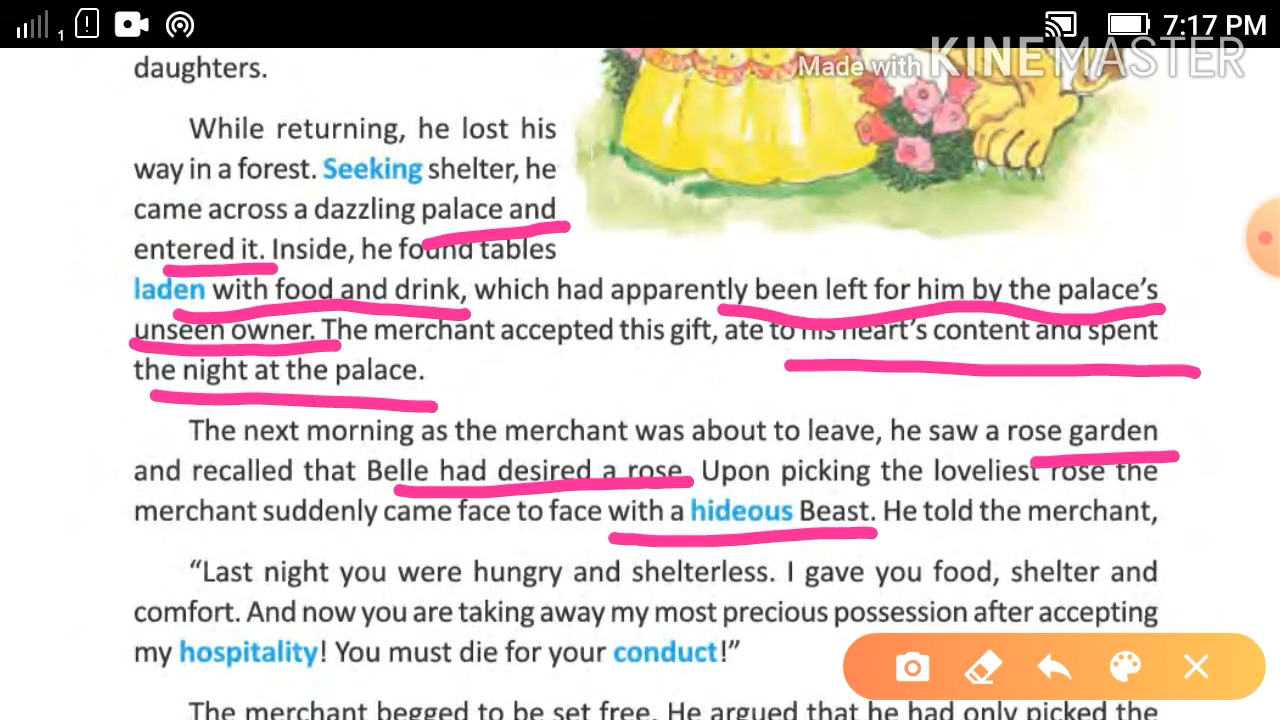 1 7:17 PM
Made with KINEMASTER
daughters.
While returning, he lost his
way in a forest. Seeking shelter, he
came across a dazzling palace and
entered it. Inside, he found tables
laden with food and drink, which had apparently been left for him by the palace's
unseen owner. The merchant accepted this gift, ate to his heart's content and spent
the night at the palace.
The next morning as the merchant was about to leave, he saw a rose garden
and recalled that Belle had desired a rose. Upon picking the loveliest rose the
merchant suddenly came face to face with a hideous Beast. He told the merchant,
“Last night you were hungry and shelterless. I gave you food, shelter and
comfort. And now you are taking away my most precious possession after accepting
my hospitality! You must die for your conduct!”
The merchant begged to be set free. He argued that he had only picked the